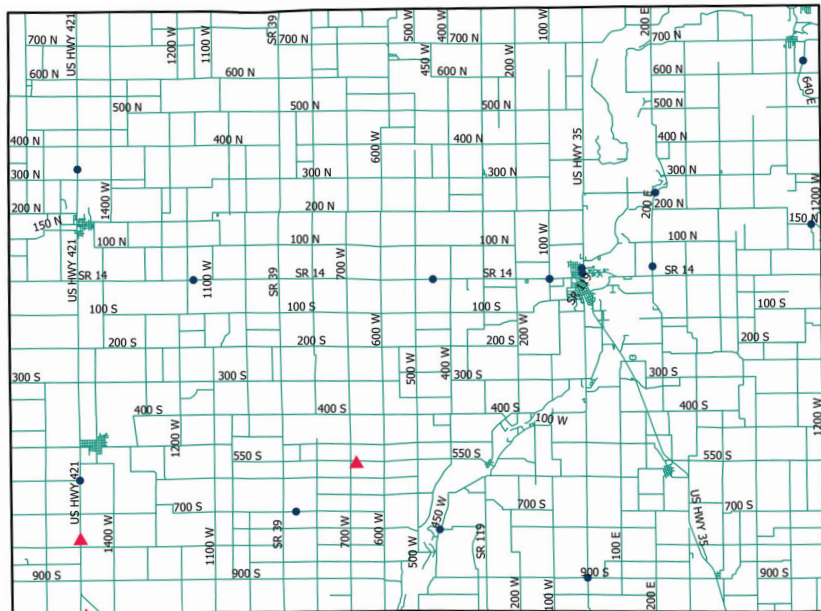 US HWY 421
700 N
600 N
1200 W
1100 W
SR 39
700 N
600 N
500 W
400 W
450 W
700 N
600 N
200 W
100 W
200 E
700 N
600 N
640 E
500 N
500 N
500 N
500 N
400 N
400 N
600 W
400 N
US HWY 35
400 N
300 N
1400 W
300 N
300 N
300 N
200 N
150 N
200 N
200 E
200 N
1200 W
150 N
US HWY 421
100 N
100 N
700 W
100 N
100 W
100 N
SR 14
1100 W
SR 39
SR 14
SR 14
SR 14
100 S
100 S
600 W
200 W
100 S
200 S
200 S
200 S
300 S
300 S
500 W
400 W
300 S
300 S
400 S
400 S
400 S
100 W
400 S
1200 W
1200 W
550 S
550 S
550 S
US HWY 421
700 S
SR 39
700 W
600 W
450 W
700 S
700 S
US HWY 35
1400 W
1100 W
500 W
SR 119
100 E
900 S
900 S
200 W
100 W
900 S
200 E
900 S